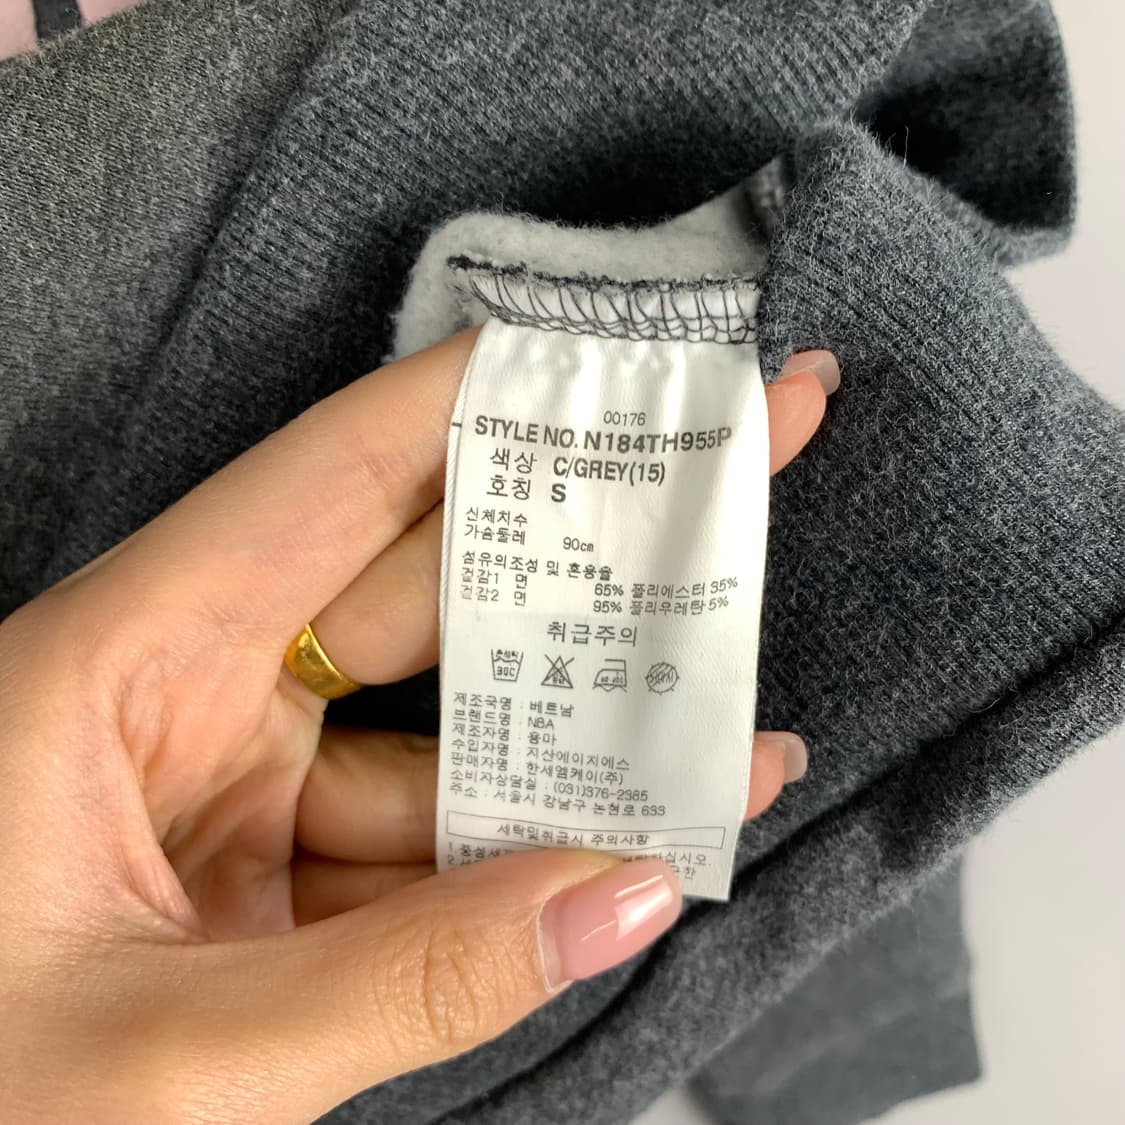 00176
STYLE NO. N184TH955P
색상 C/GREY(15)
호칭 S
신체치수
가슴둘레 90cm
섬유의조성 및 혼용율
겉감1 면 65% 폴리에스터 35%
겉감2 면 95% 폴리우레탄 5%
취급주의
30C
제조국명 : 베트남
브랜드명 : NBA
제조자명 : 용마
수입자명 : 지산에이지에스
판매자명 : 한세엠케이(주)
소비자상담실 : (031)376-2385
주소 : 서울시 강남구 논현로 633
세탁및취급시 주의사항
1.
2.